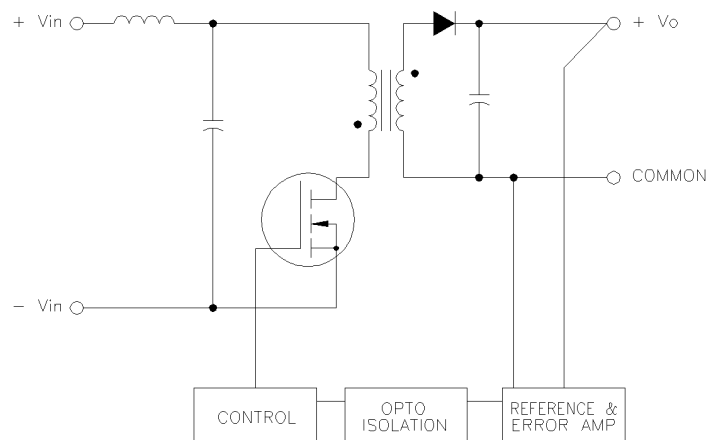 + Vin
+ Vo
COMMON
- Vin
CONTROL
OPTO
ISOLATION
REFERENCE &
ERROR AMP